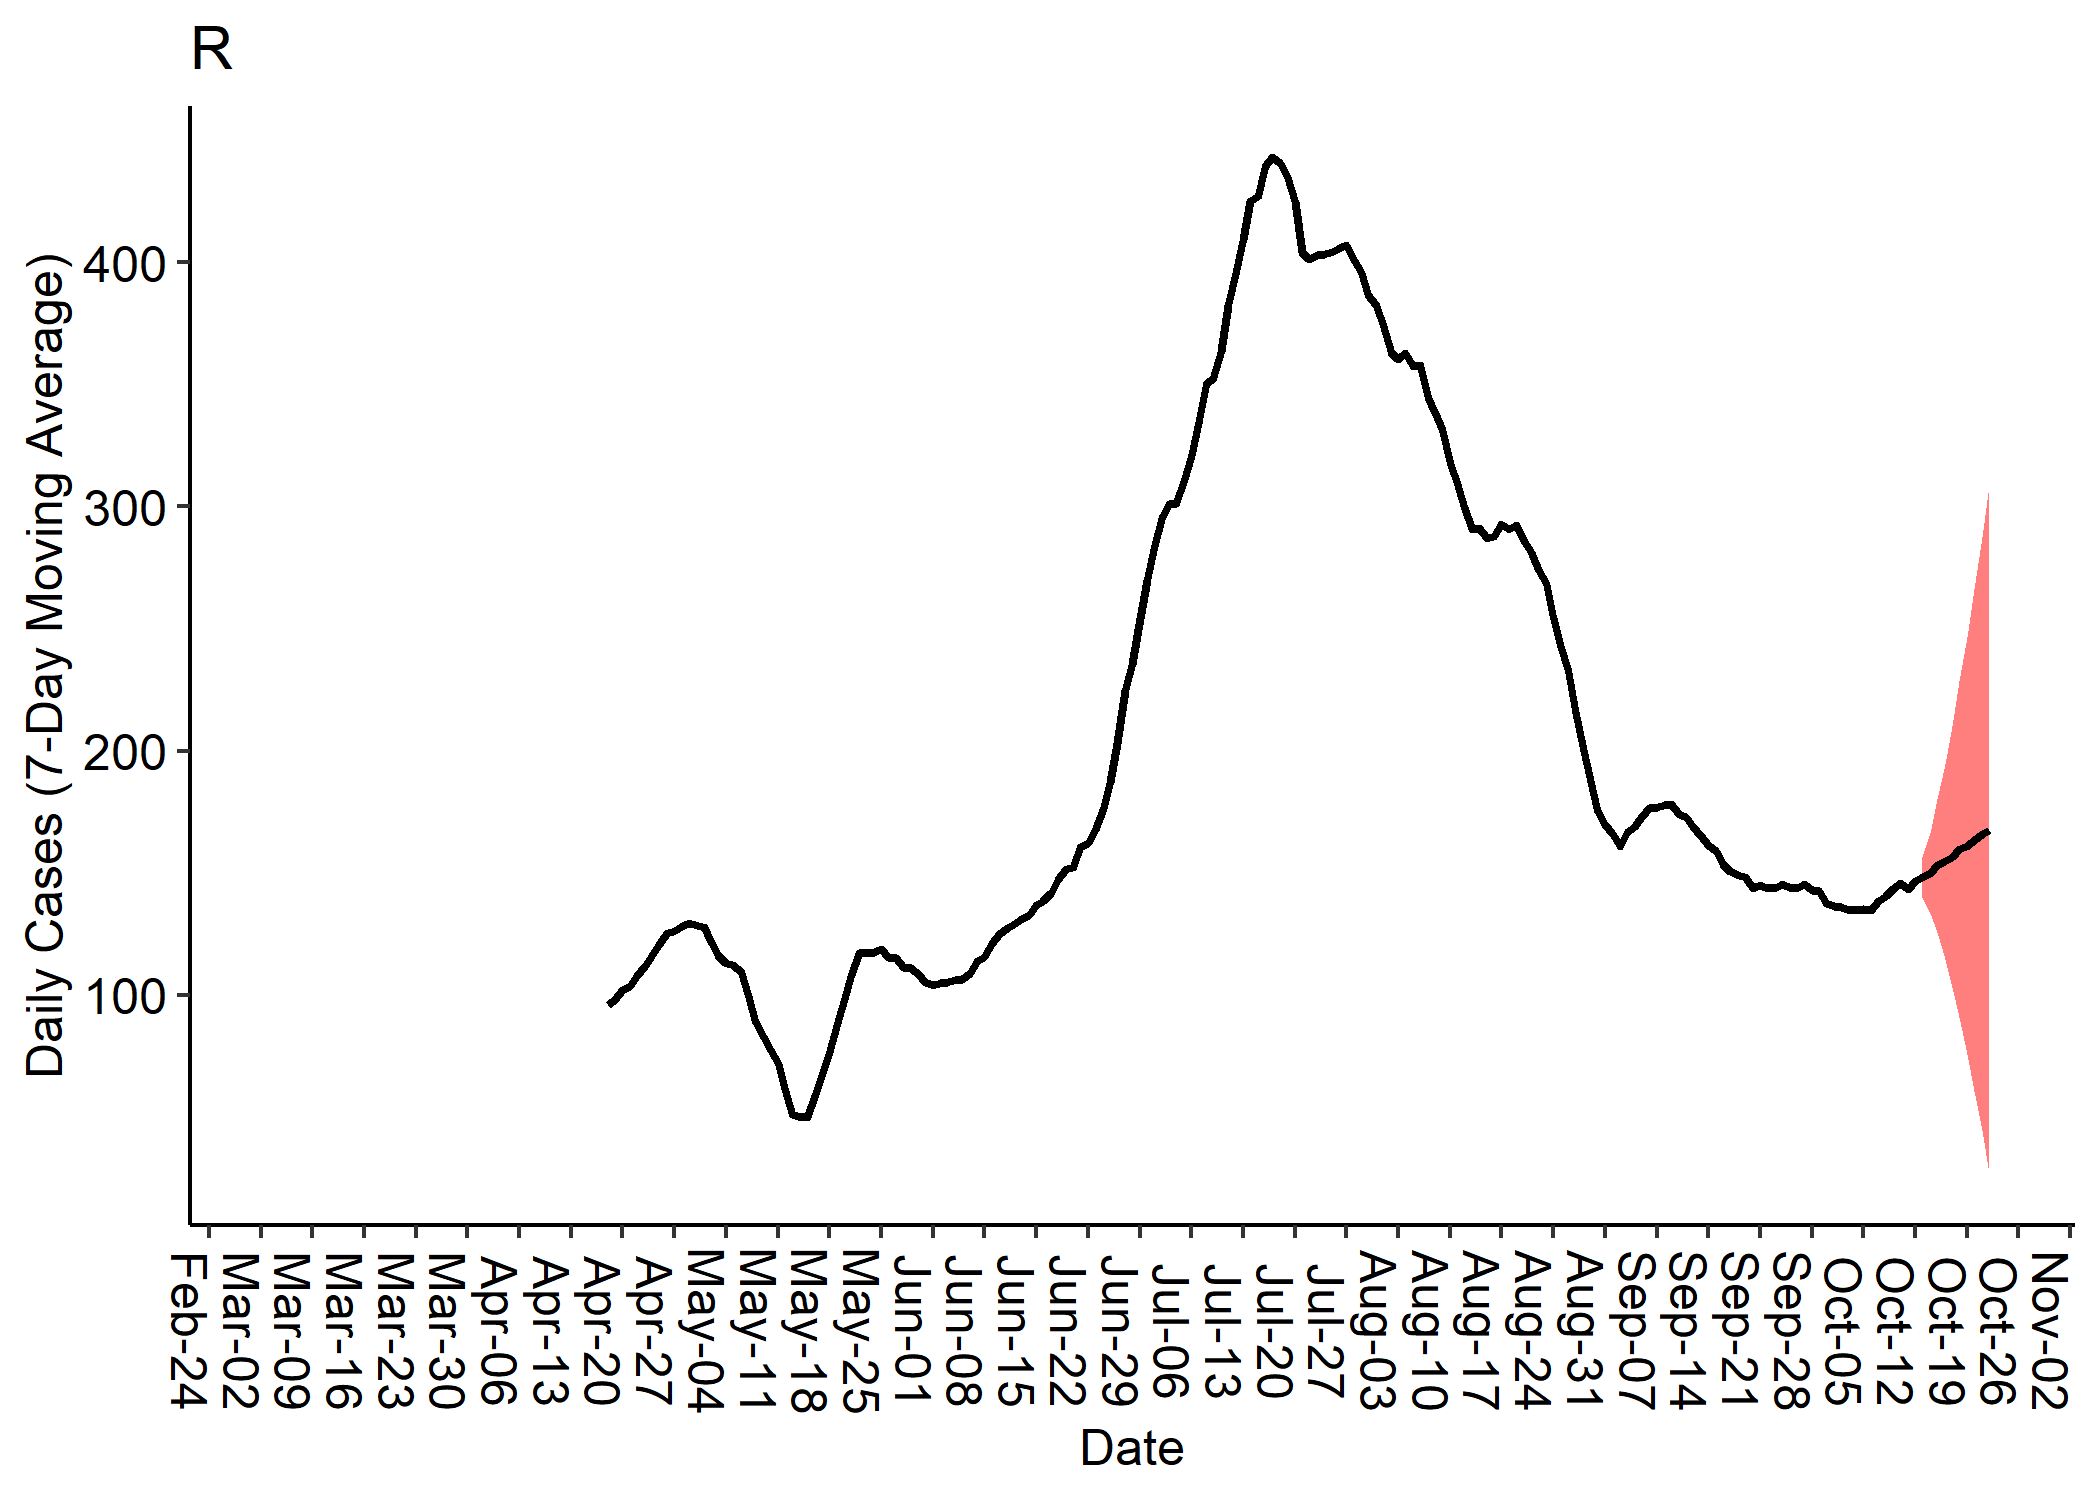 R
Daily Cases (7-Day Moving Average)
400
300
200
100
Feb-24
Mar-02
Mar-09
Mar-16
Mar-23
Mar-30
Apr-06
Apr-13
Apr-20
Apr-27
May-04
May-11
May-18
May-25
Jun-01
Jun-08
Jun-15
Jun-22
Jun-29
Jul-06
Jul-13
Jul-20
Jul-27
Aug-03
Aug-10
Aug-17
Aug-24
Aug-31
Sep-07
Sep-14
Sep-21
Sep-28
Oct-05
Oct-12
Oct-19
Oct-26
Nov-02
Date